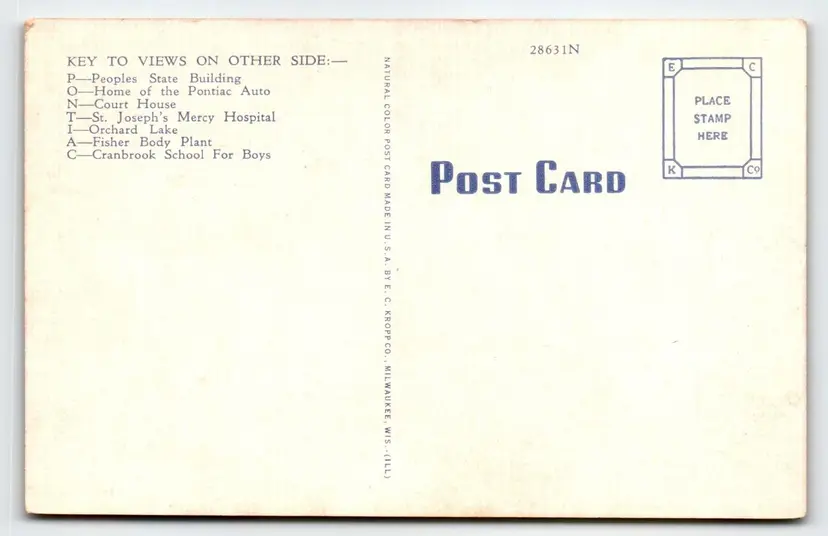 KEY TO VIEWS ON OTHER SIDE:—
P—Peoples State Building
O—Home of the Pontiac Auto
N—Court House
T—St. Joseph's Mercy Hospital
I—Orchard Lake
A—Fisher Body Plant
C—Cranbrook School For Boys
NATURAL COLOR POST CARD MADE IN U. S. A. BY E. C. KROPP CO., MILWAUKEE, WIS.-(ILL)
28631N
POST CARD
E C
PLACE
STAMP
HERE
K Co